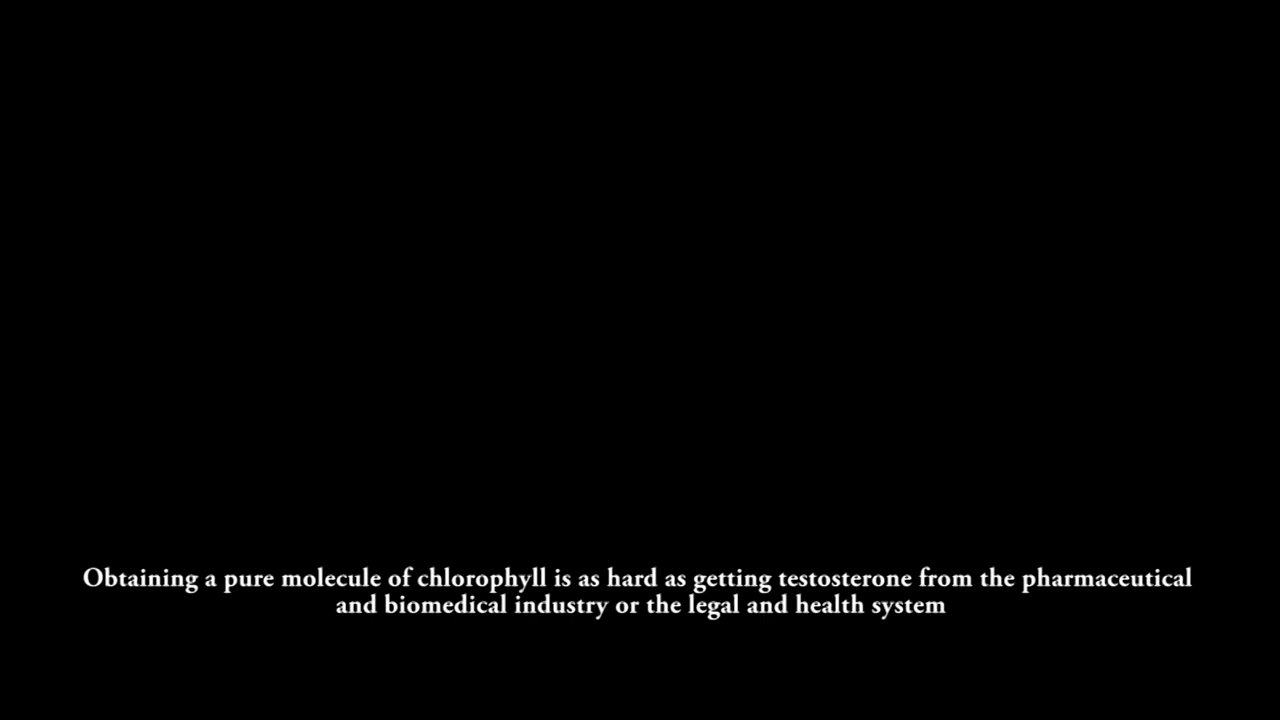 Obtaining a pure molecule of chlorophyll is as hard as getting testosterone from the pharmaceutical
and biomedical industry or the legal and health system